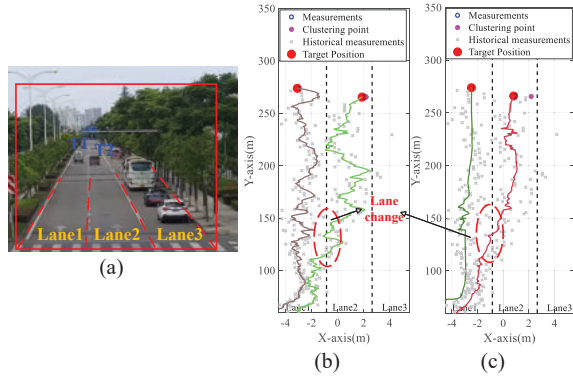 Lane1 Lane2 Lane3
(a)
(b)
Measurements
Clustering point
Historical measurements
Target Position
350
300
250
200
150
100
Y-axis(m)
Lane1 Lane2 Lane3
-4 -2 0 2 4
X-axis(m)
(b)
Lane
change
(c)
Measurements
Clustering point
Historical measurements
Target Position
350
300
250
200
150
100
Y-axis(m)
Lane1 Lane2 Lane3
-4 -2 0 2 4
X-axis(m)
(c)